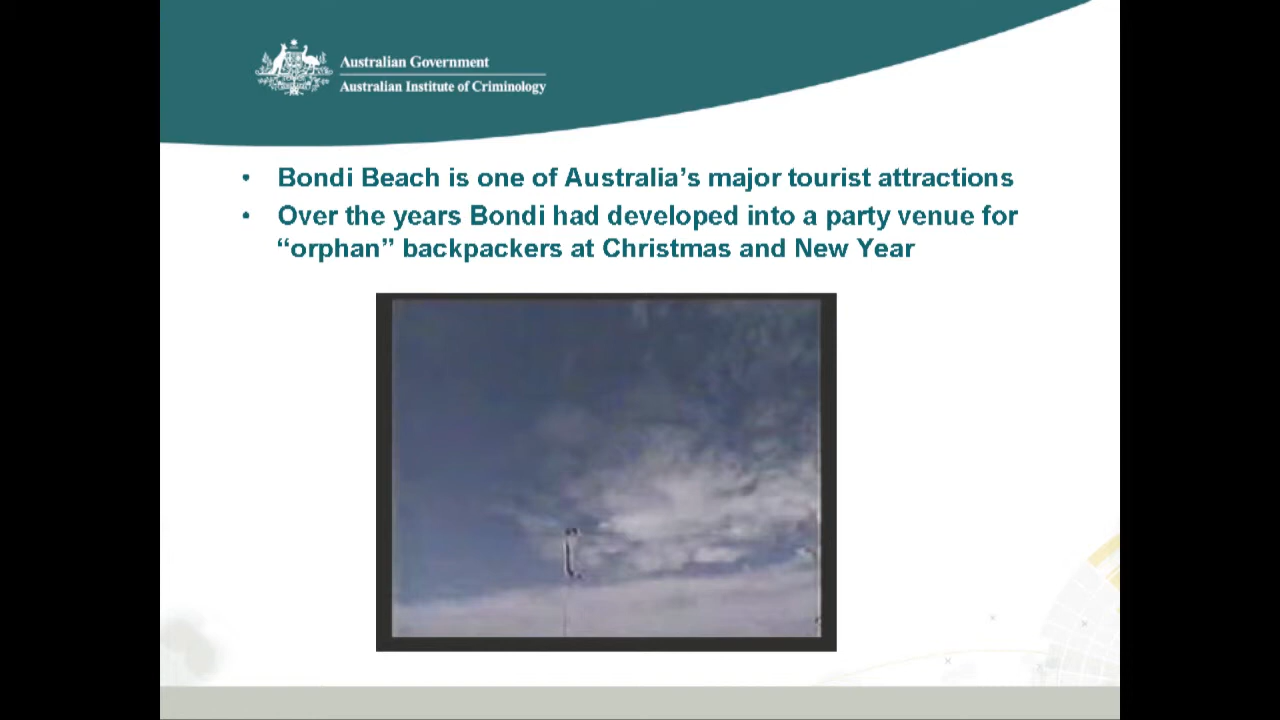 Australian Government
Australian Institute of Criminology
• Bondi Beach is one of Australia’s major tourist attractions
• Over the years Bondi had developed into a party venue for
“orphan” backpackers at Christmas and New Year